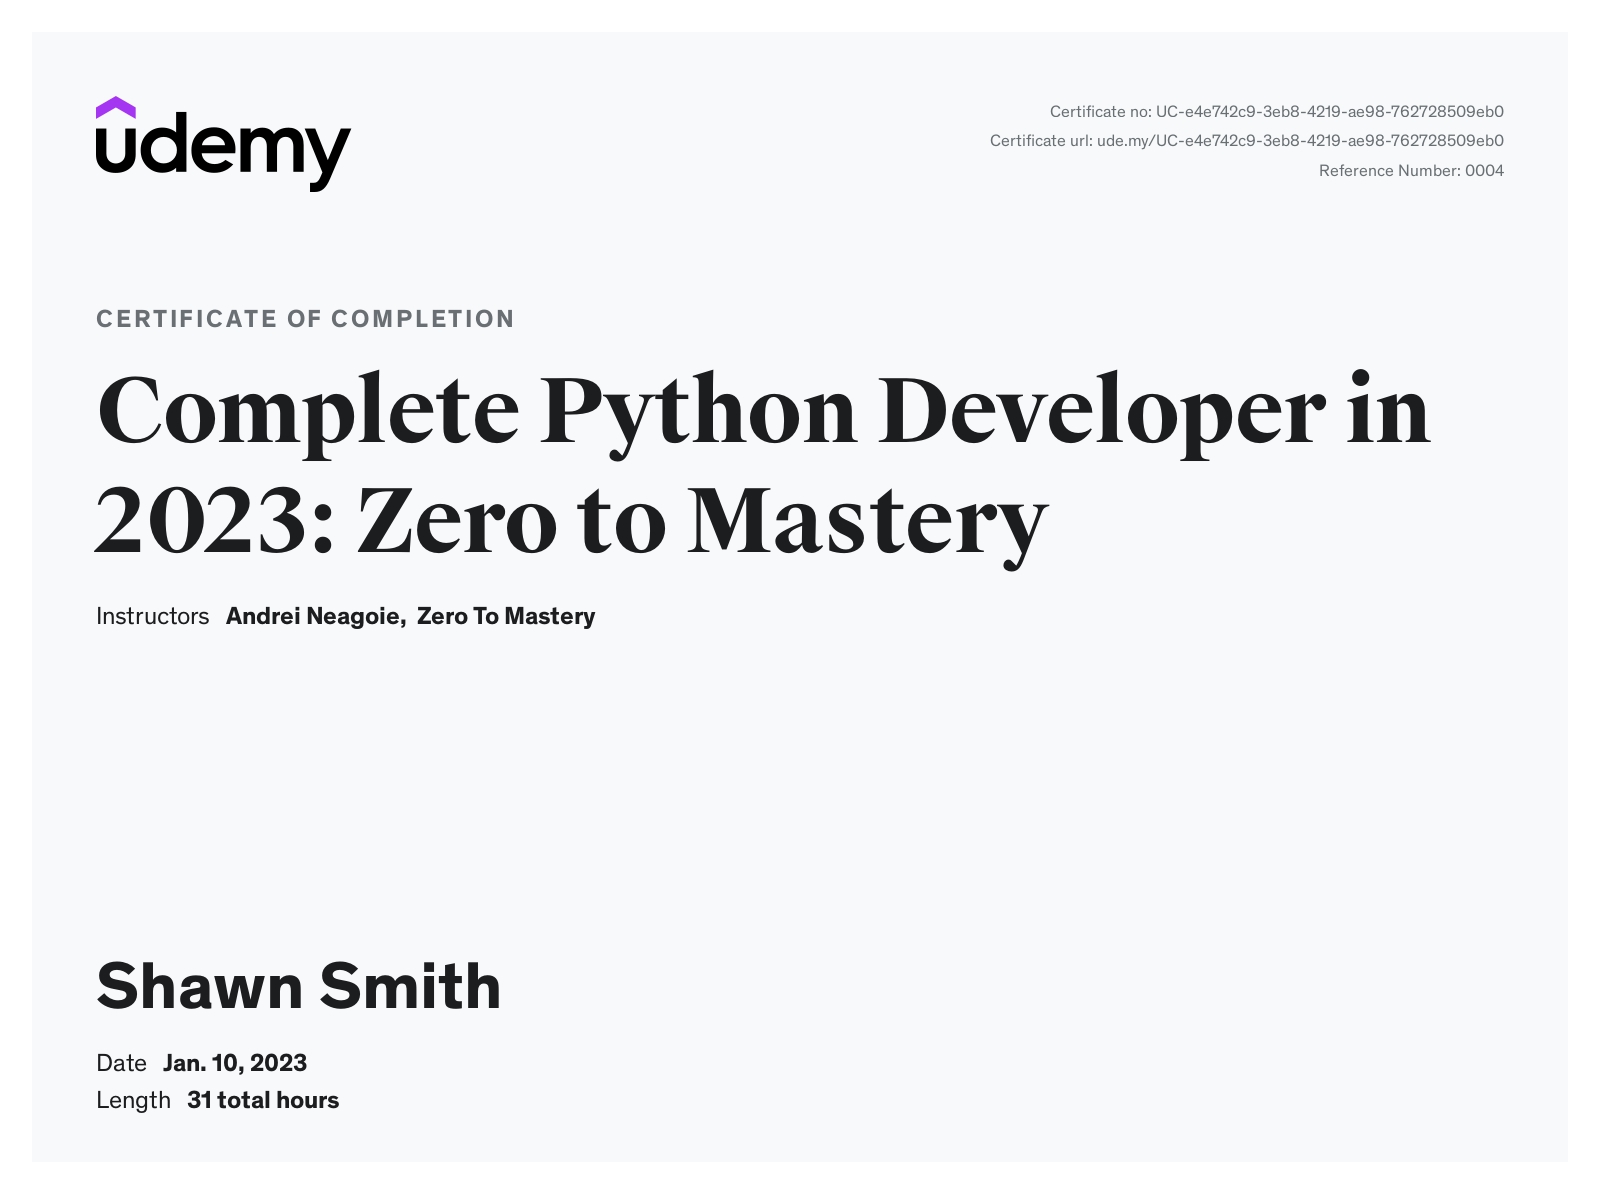 udemy
Certificate no: UC-e4e742c9-3eb8-4219-ae98-762728509eb0
Certificate url: ude.my/UC-e4e742c9-3eb8-4219-ae98-762728509eb0
Reference Number: 0004
CERTIFICATE OF COMPLETION
Complete Python Developer in
2023: Zero to Mastery
Instructors Andrei Neagoie, Zero To Mastery
Shawn Smith
Date Jan. 10, 2023
Length 31 total hours